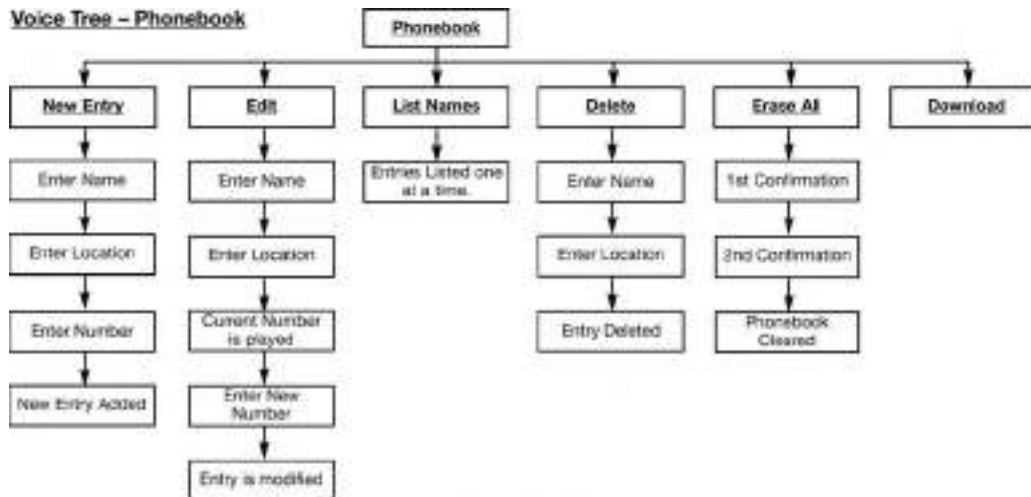 Voice Tree – Phonebook
Phonebook
New Entry
Edit
List Names
Delete
Erase All
Download
Enter Name
Enter Name
Entries Listed one
at a time.
Enter Name
1st Confirmation
Enter Location
Enter Location
Enter Location
2nd Confirmation
Enter Number
Current Number
is played
Entry Deleted
Phonebook
Cleared
New Entry Added
Enter New
Number
Entry is modified